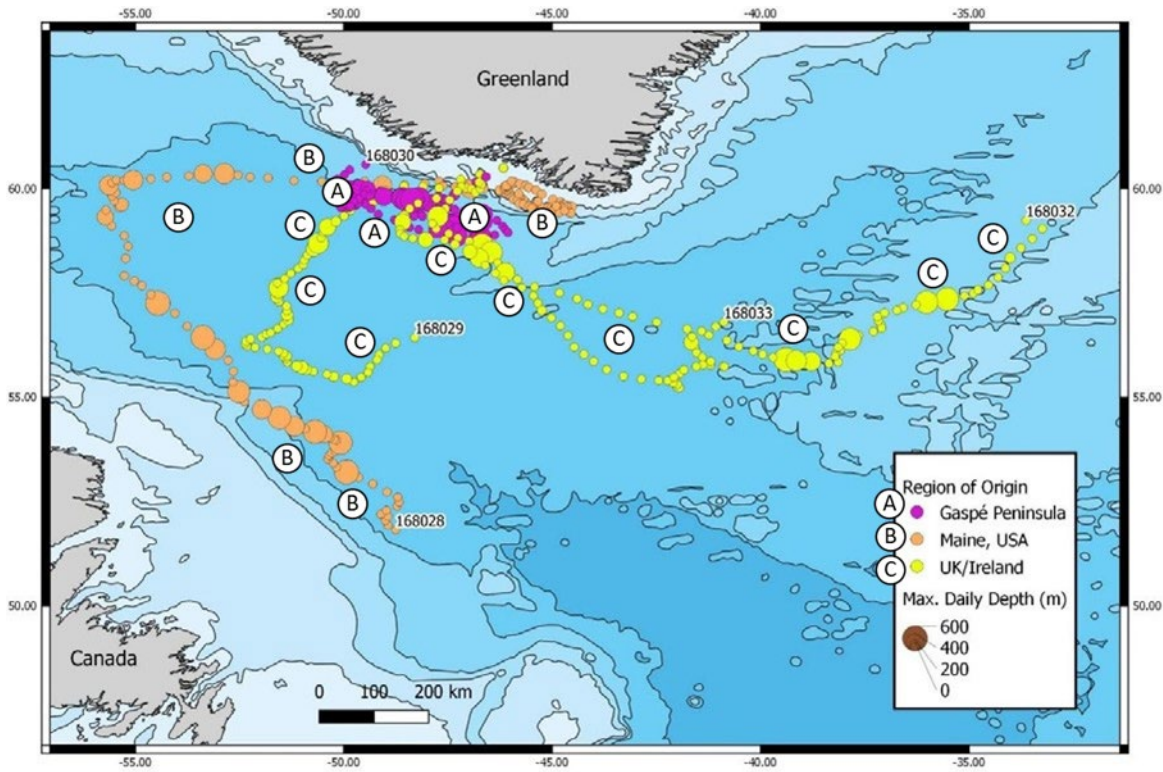 -55.00 -50.00 -45.00 -40.00 -35.00
Greenland
B
168030
60.00 60.00
A
B
A
B
C
A
C
168032
C
C
C
C
C
168033
C
168029
C
C
55.00 55.00
B
B
168028
Region of Origin
A Gaspé Peninsula
B Maine, USA
C UK/Ireland
Max. Daily Depth (m)
600
400
200
0
50.00 50.00
Canada
0 100 200 km
-55.00 -50.00 -45.00 -40.00 -35.00